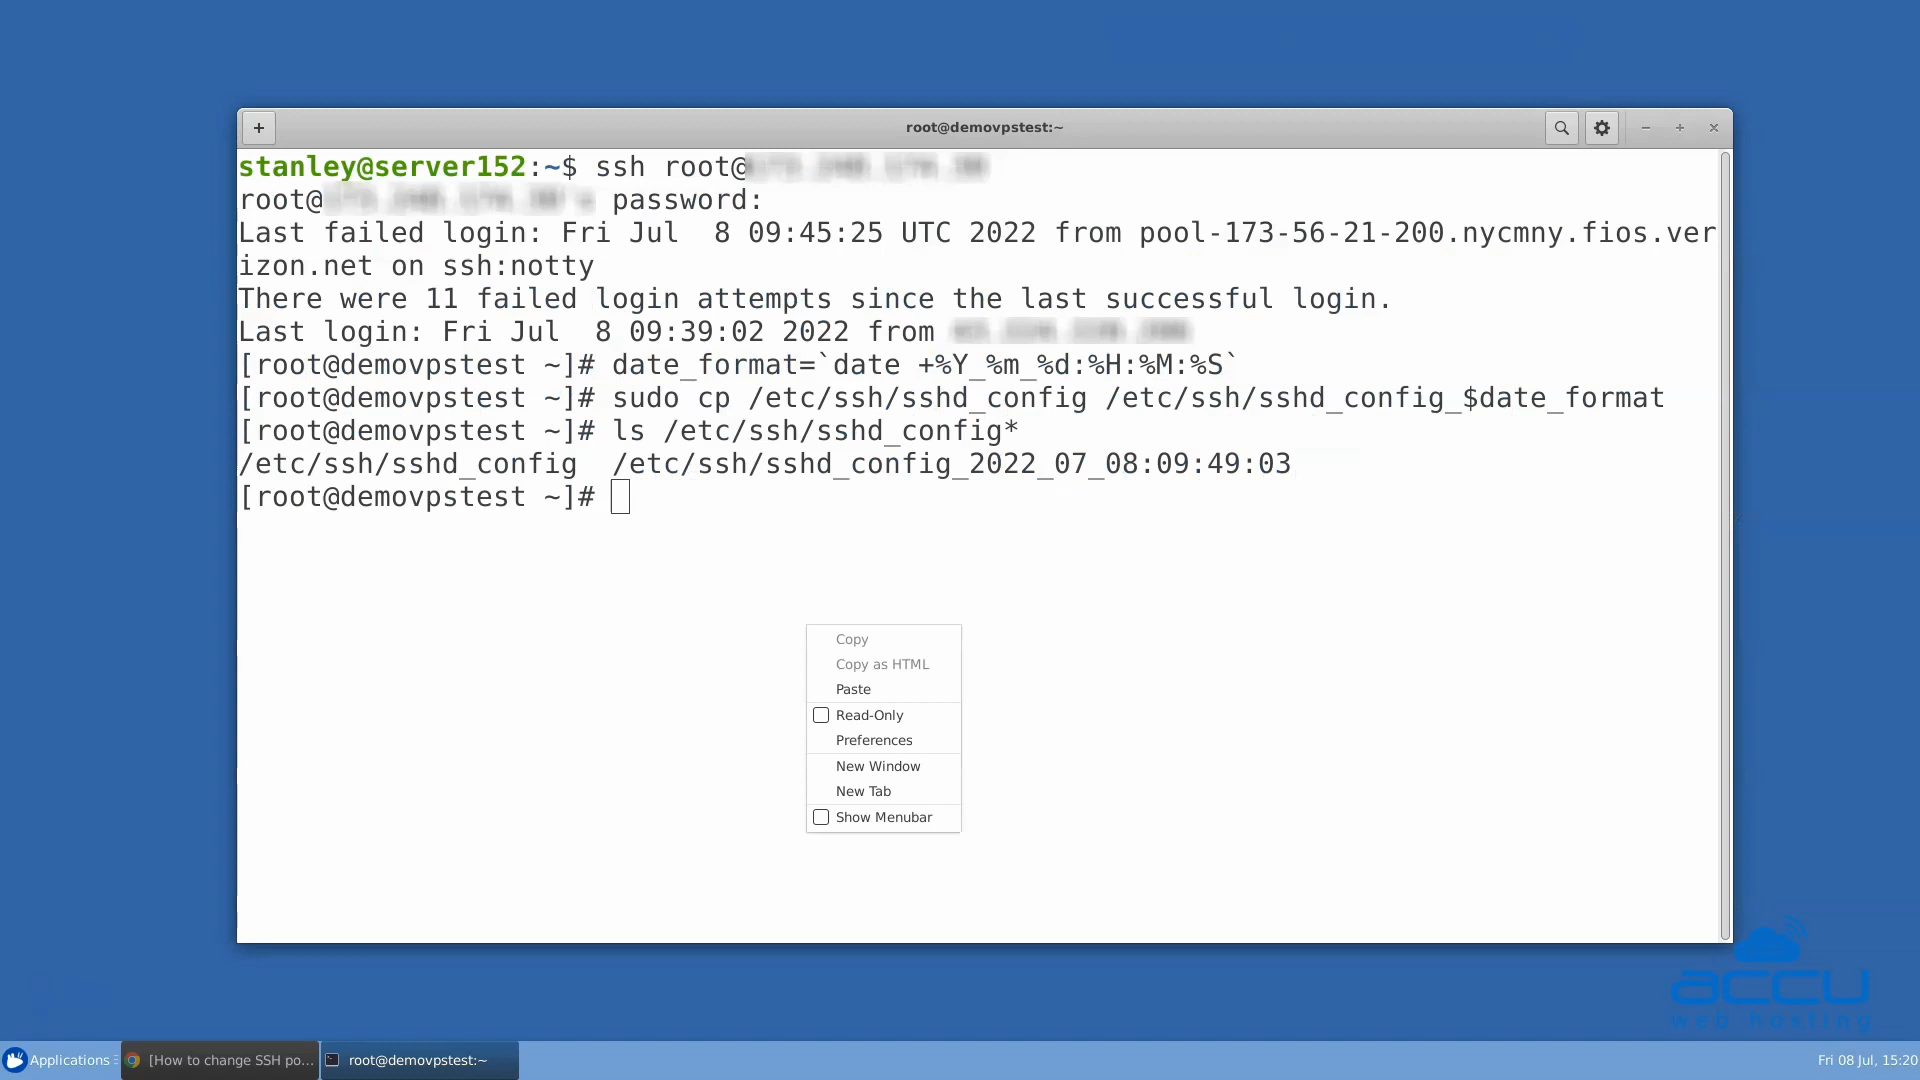 root@demovpstest:~
stanley@server152:~$ ssh root@
root@ password:
Last failed login: Fri Jul  8 09:45:25 UTC 2022 from pool-173-56-21-200.nycmny.fios.ver
izon.net on ssh:notty
There were 11 failed login attempts since the last successful login.
Last login: Fri Jul  8 09:39:02 2022 from
[root@demovpstest ~]# date_format=`date +%Y_%m_%d:%H:%M:%S`
[root@demovpstest ~]# sudo cp /etc/ssh/sshd_config /etc/ssh/sshd_config_$date_format
[root@demovpstest ~]# ls /etc/ssh/sshd_config*
/etc/ssh/sshd_config  /etc/ssh/sshd_config_2022_07_08:09:49:03
[root@demovpstest ~]#
Copy
Copy as HTML
Paste
Read-Only
Preferences
New Window
New Tab
Show Menubar
accu
web hosting
Applications
[How to change SSH po...
root@demovpstest:~
Fri 08 Jul, 15:20